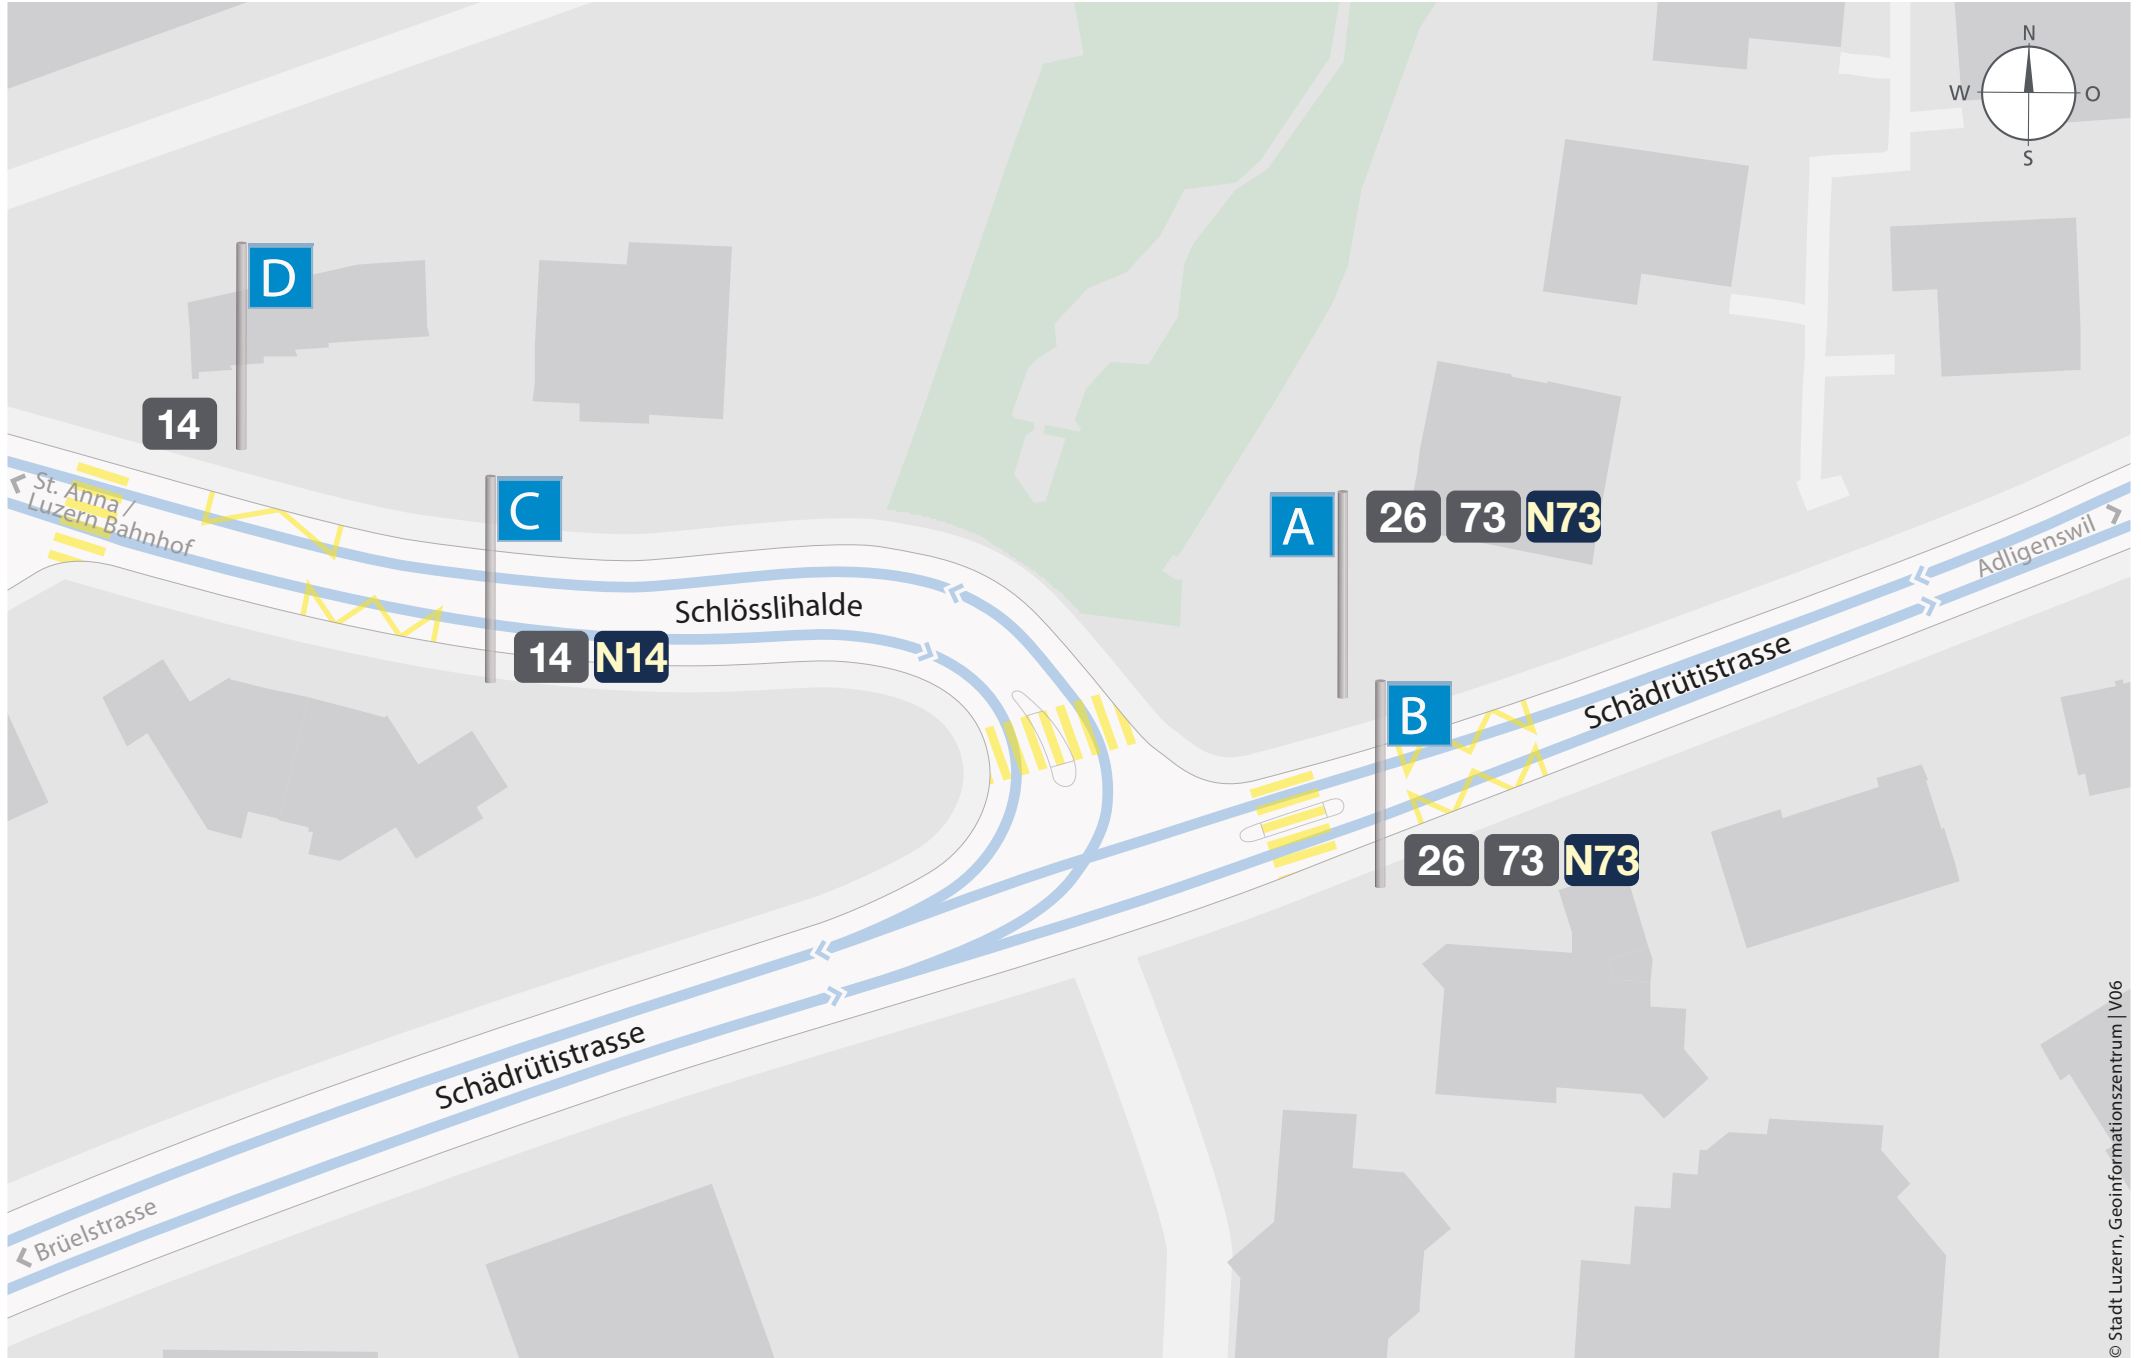 N
W
O
S
D
14
C
14 N14
A
26 73 N73
B
26 73 N73
St. Anna /
Luzern Bahnhof
Schlösslihalde
Adligenswil
Schädrütistrasse
Schädrütistrasse
Brüelstrasse
© Stadt Luzern, Geoinformationszentrum | V06